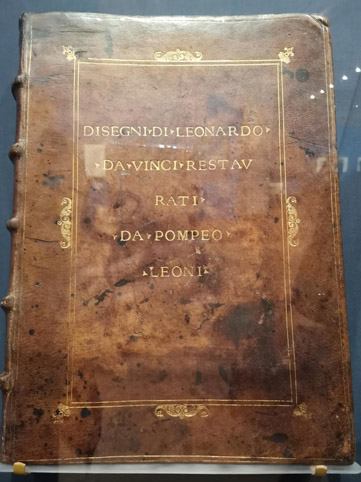 DISEGNI·DI·LEONARDO·
·DA·VINCI·RESTAV
RATI·
·DA·POMPEO·
·LEONI·